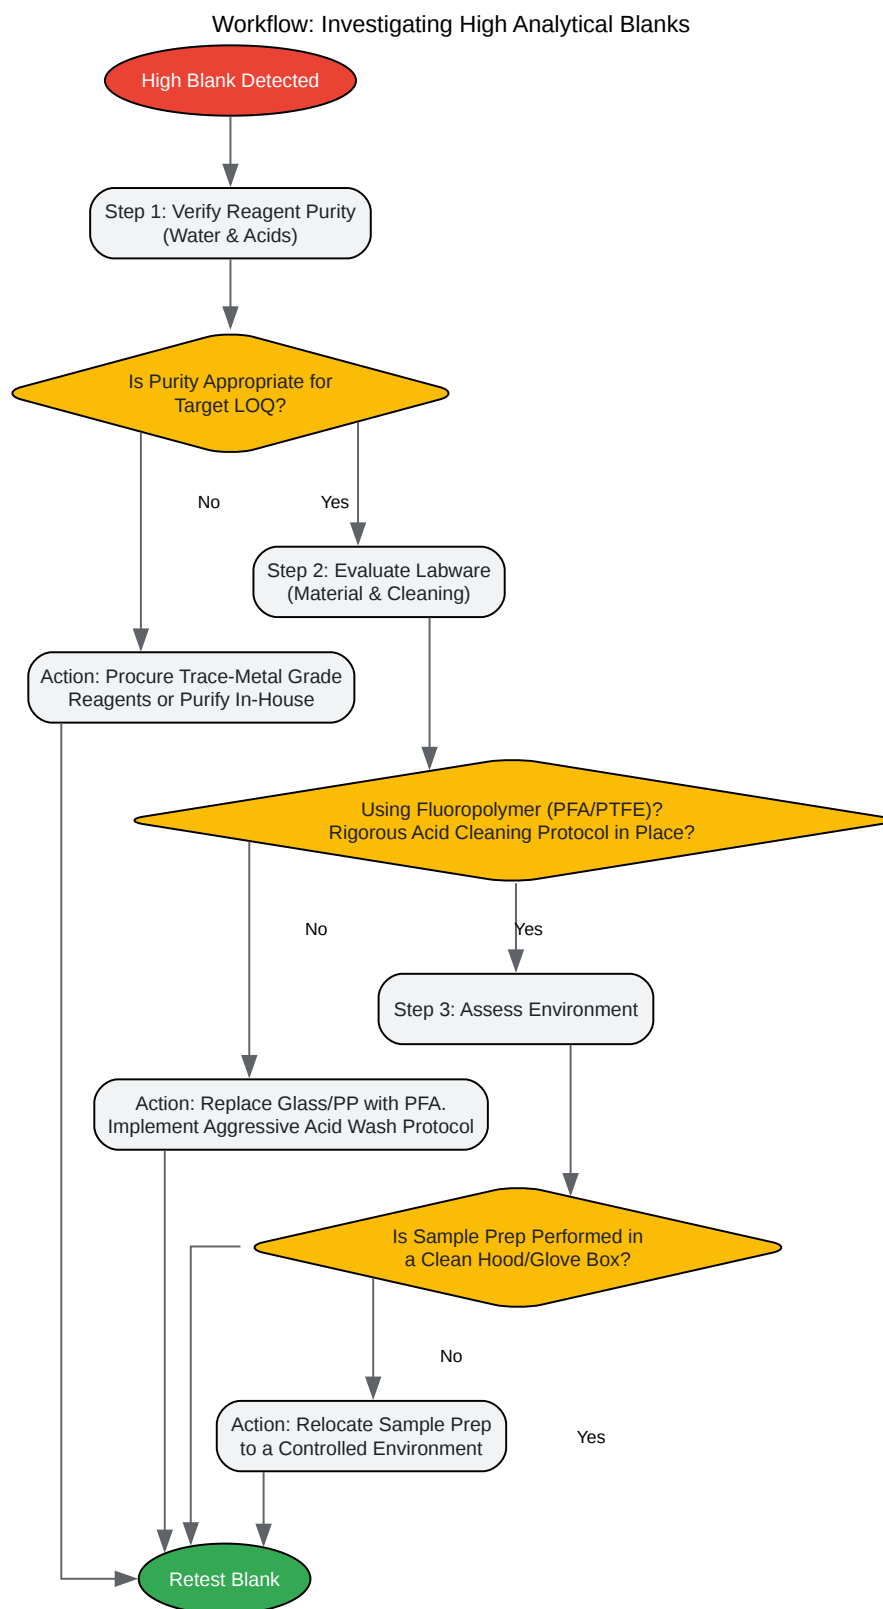 Workflow: Investigating High Analytical Blanks
High Blank Detected
Step 1: Verify Reagent Purity
(Water & Acids)
Is Purity Appropriate for
Target LOQ?
No
Yes
Step 2: Evaluate Labware
(Material & Cleaning)
Action: Procure Trace-Metal Grade
Reagents or Purify In-House
Using Fluoropolymer (PFA/PTFE)?
Rigorous Acid Cleaning Protocol in Place?
No
Yes
Step 3: Assess Environment
Action: Replace Glass/PP with PFA.
Implement Aggressive Acid Wash Protocol
Is Sample Prep Performed in
a Clean Hood/Glove Box?
No
Action: Relocate Sample Prep
to a Controlled Environment
Yes
Retest Blank